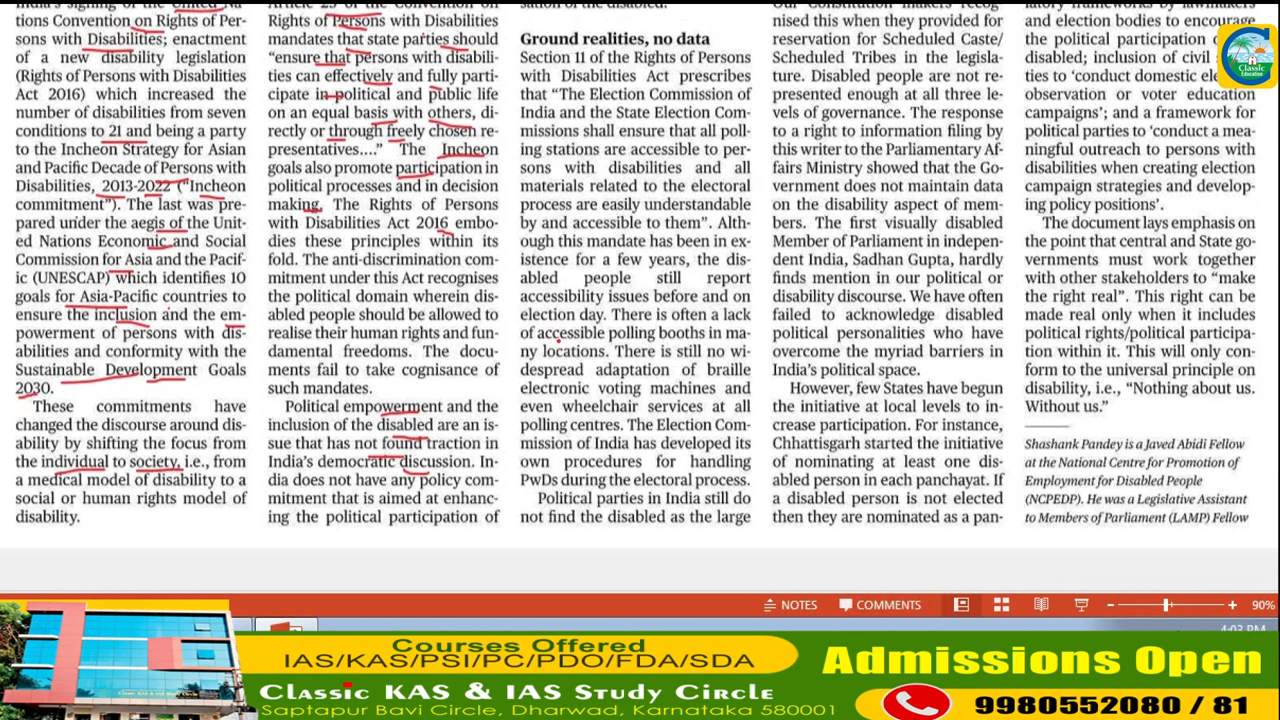 India's signing of the United Na-
tions Convention on Rights of Per-
sons with Disabilities; enactment
of a new disability legislation
(Rights of Persons with Disabilities
Act 2016) which increased the
number of disabilities from seven
conditions to 21 and being a party
to the Incheon Strategy for Asian
and Pacific Decade of Persons with
Disabilities, 2013-2022 (“Incheon
commitment”). The last was pre-
pared under the aegis of the Unit-
ed Nations Economic and Social
Commission for Asia and the Pacif-
ic (UNESCAP) which identifies 10
goals for Asia-Pacific countries to
ensure the inclusion and the em-
powerment of persons with dis-
abilities and conformity with the
Sustainable Development Goals
2030.
These commitments have
changed the discourse around dis-
ability by shifting the focus from
the individual to society, i.e., from
a medical model of disability to a
social or human rights model of
disability.
Article 29 of the Convention on
Rights of Persons with Disabilities
mandates that state parties should
“ensure that persons with disabili-
ties can effectively and fully parti-
cipate in political and public life
on an equal basis with others, di-
rectly or through freely chosen re-
presentatives....” The Incheon
goals also promote participation in
political processes and in decision
making. The Rights of Persons
with Disabilities Act 2016 embo-
dies these principles within its
fold. The anti-discrimination com-
mitment under this Act recognises
the political domain wherein dis-
abled people should be allowed to
realise their human rights and fun-
damental freedoms. The docu-
ments fail to take cognisance of
such mandates.
Political empowerment and the
inclusion of the disabled are an is-
sue that has not found traction in
India's democratic discussion. In-
dia does not have any policy com-
mitment that is aimed at enhanc-
ing the political participation of
Ground realities, no data
Section 11 of the Rights of Persons
with Disabilities Act prescribes
that “The Election Commission of
India and the State Election Com-
missions shall ensure that all poll-
ing stations are accessible to per-
sons with disabilities and all
materials related to the electoral
process are easily understandable
by and accessible to them”. Alth-
ough this mandate has been in ex-
istence for a few years, the dis-
abled people still report
accessibility issues before and on
election day. There is often a lack
of accessible polling booths in ma-
ny locations. There is still no wi-
despread adaptation of braille
electronic voting machines and
even wheelchair services at all
polling centres. The Election Com-
mission of India has developed its
own procedures for handling
PwDs during the electoral process.
Political parties in India still do
not find the disabled as the large
Our Constitution makers recog-
nised this when they provided for
reservation for Scheduled Caste/
Scheduled Tribes in the legisla-
ture. Disabled people are not re-
presented enough at all three le-
vels of governance. The response
to a right to information filing by
this writer to the Parliamentary Af-
fairs Ministry showed that the Go-
vernment does not maintain data
on the disability aspect of mem-
bers. The first visually disabled
Member of Parliament in indepen-
dent India, Sadhan Gupta, hardly
finds mention in our political or
disability discourse. We have often
failed to acknowledge disabled
political personalities who have
overcome the myriad barriers in
India's political space.
However, few States have begun
the initiative at local levels to in-
crease participation. For instance,
Chhattisgarh started the initiative
of nominating at least one dis-
abled person in each panchayat. If
a disabled person is not elected
then they are nominated as a pan-
latory frameworks by lawmakers
and election bodies to encourage
the political participation
disabled; inclusion of civil
ties to ‘conduct domestic
observation or voter education
campaigns’; and a framework for
political parties to ‘conduct a mea-
ningful outreach to persons with
disabilities when creating election
campaign strategies and develop-
ing policy positions’.
The document lays emphasis on
the point that central and State go-
vernments must work together
with other stakeholders to “make
the right real”. This right can be
made real only when it includes
political rights/political participa-
tion within it. This will only con-
form to the universal principle on
disability, i.e., “Nothing about us.
Without us.”
Shashank Pandey is a Javed Abidi Fellow
at the National Centre for Promotion of
Employment for Disabled People
(NCPEDP). He was a Legislative Assistant
to Members of Parliament (LAMP) Fellow
Classic
Education
NOTES
COMMENTS
90%
4:03 PM
Courses Offered
IAS/KAS/PSI/PC/PDO/FDA/SDA
Classic KAS & IAS Study Circle
Saptapur Bavi Circle, Dharwad, Karnataka 580001
Admissions Open
9980552080 / 81